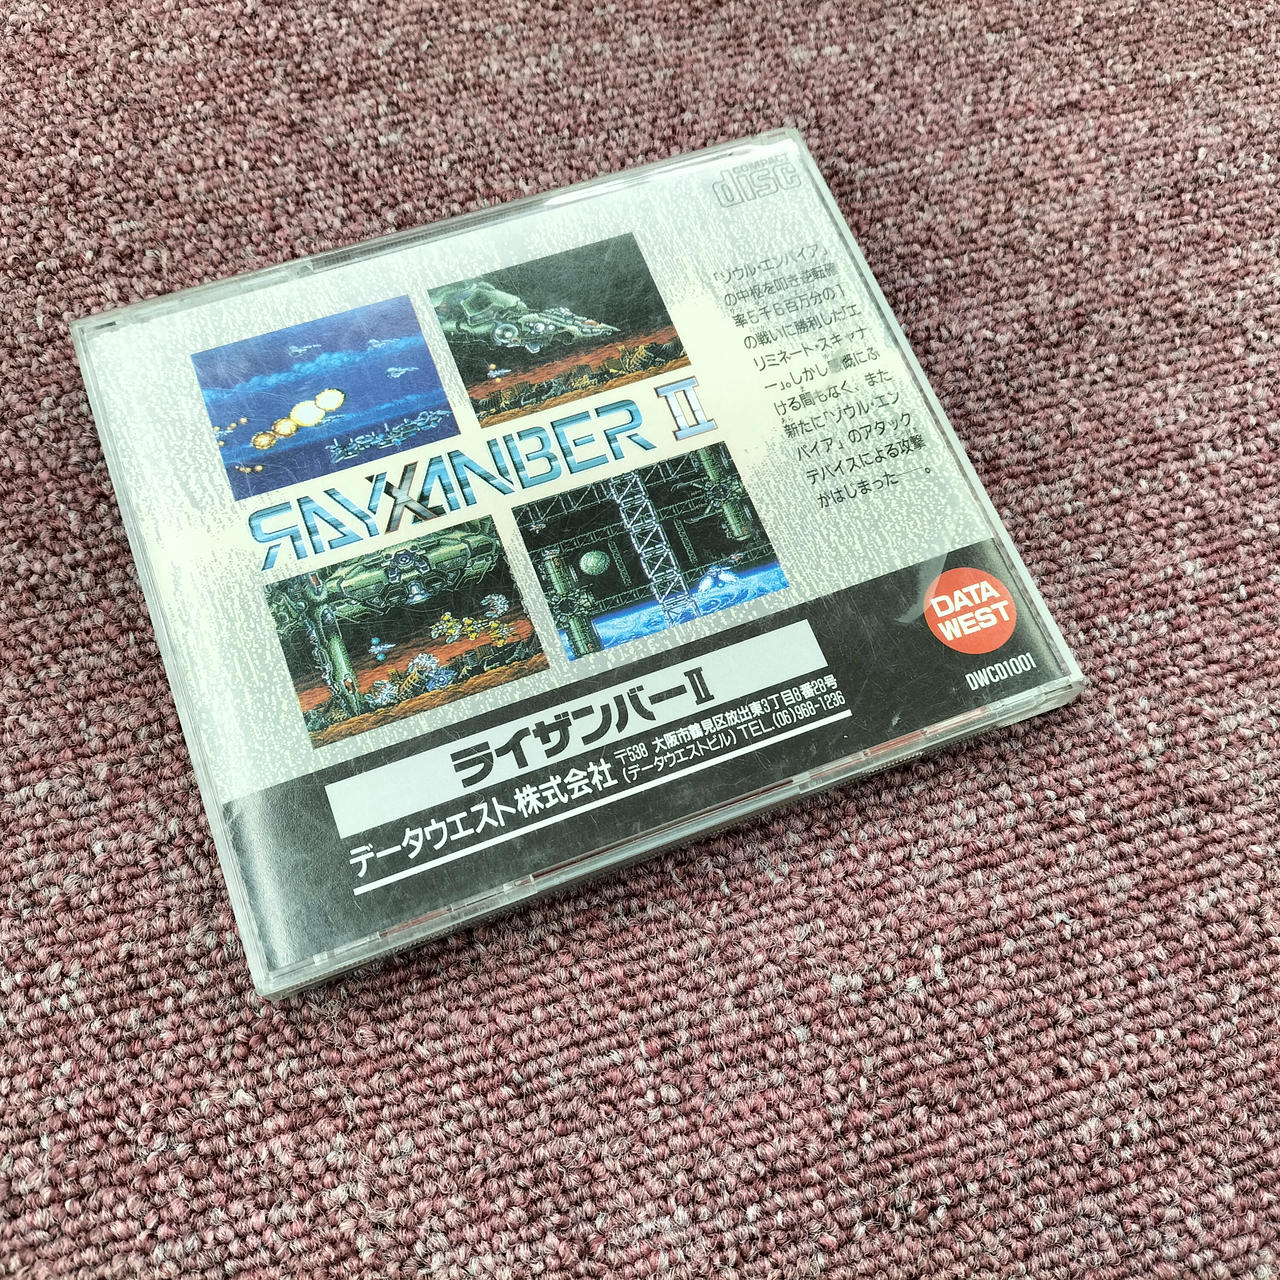 COMPACT
disc
「ソウル・エンパイア」
の中枢を叩き逆転確
率5千6百万分の1
の戦いに勝利した「エ
リミネート・スキャナ
ー」。しかし 慨にふ
ける間もなく、また
新たに「ソウル・エン
パイア」のアタック
デバイスによる攻撃
がはじまった――。
RAYXANBER II
DATA
WEST
DWCD1001
ライザンバーII
データウエスト株式会社
〒538 大阪市鶴見区放出東3丁目8番28号
(データウエストビル) TEL.(06)968-1236